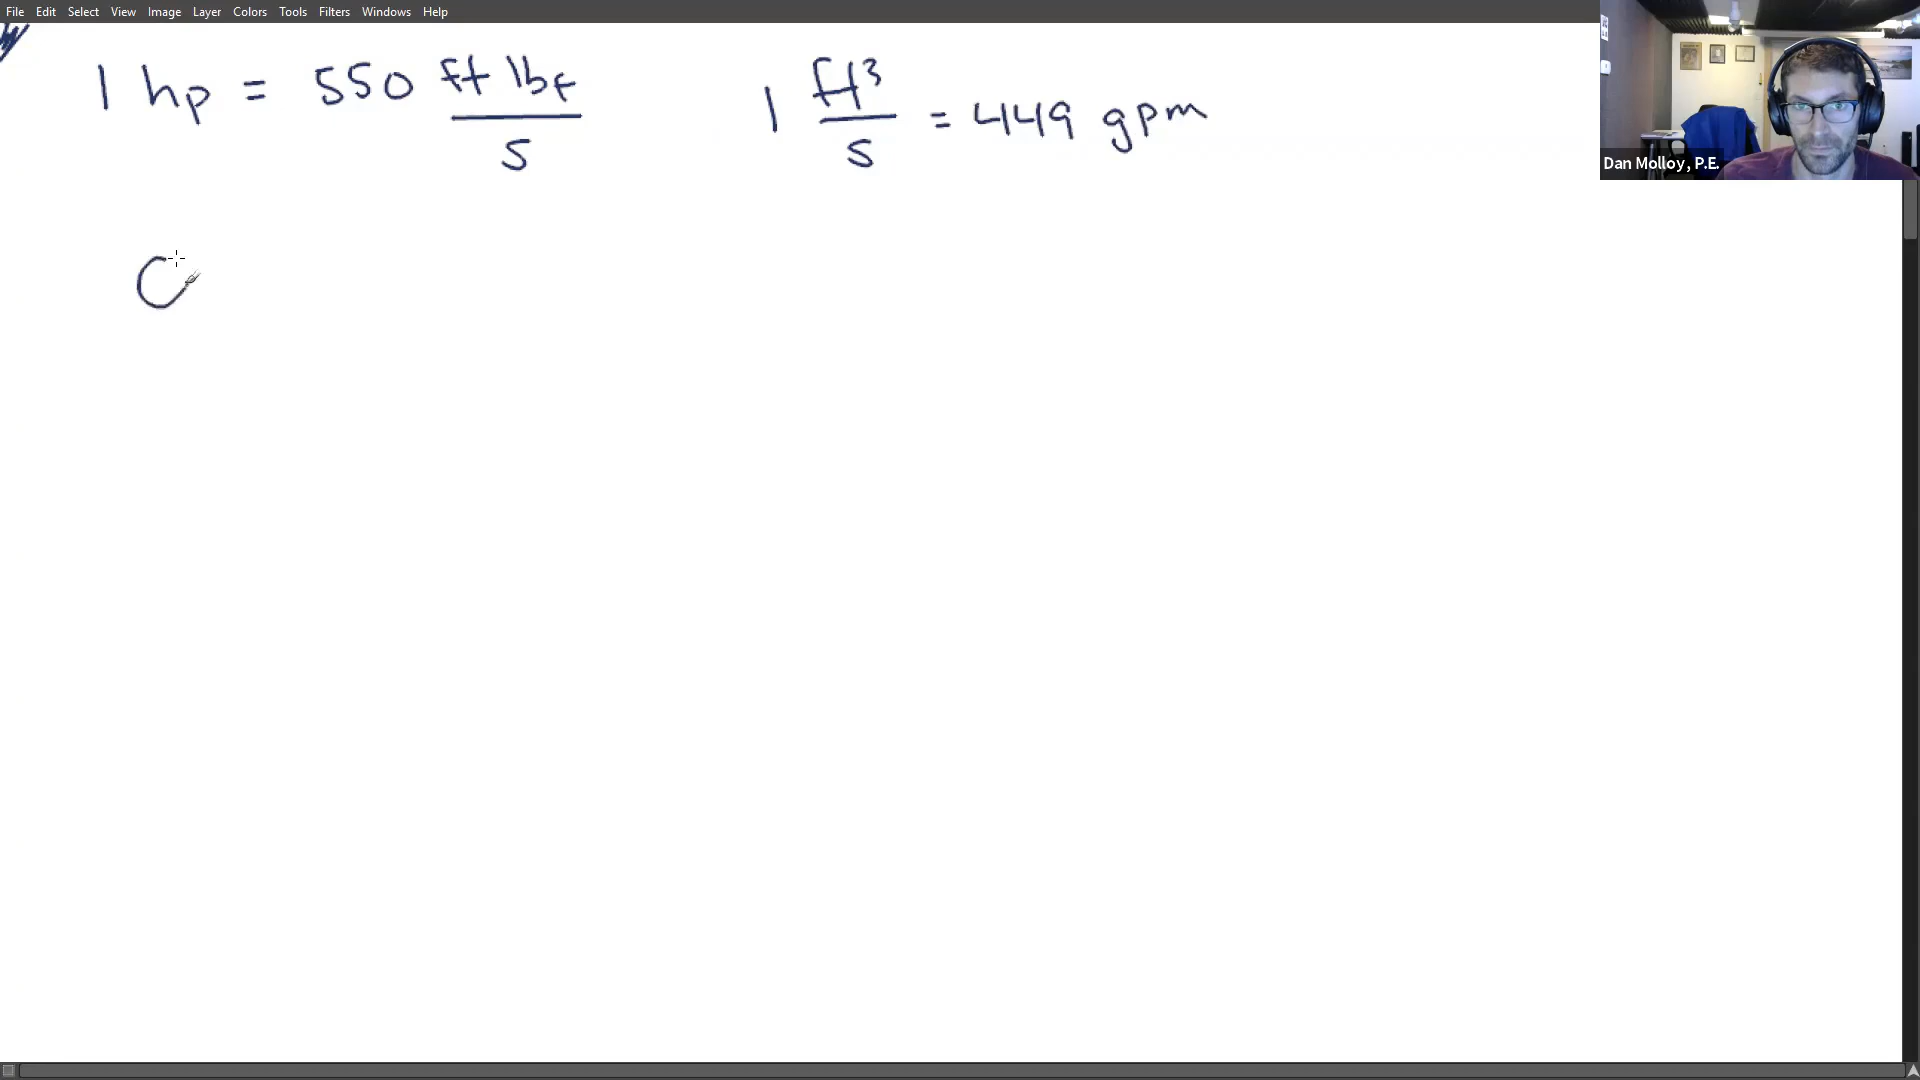 File Edit Select View Image Layer Colors Tools Filters Windows Help
1 hp = 550 ft lbf / s
1 ft³ / s = 449 gpm
Dan Molloy, P.E.